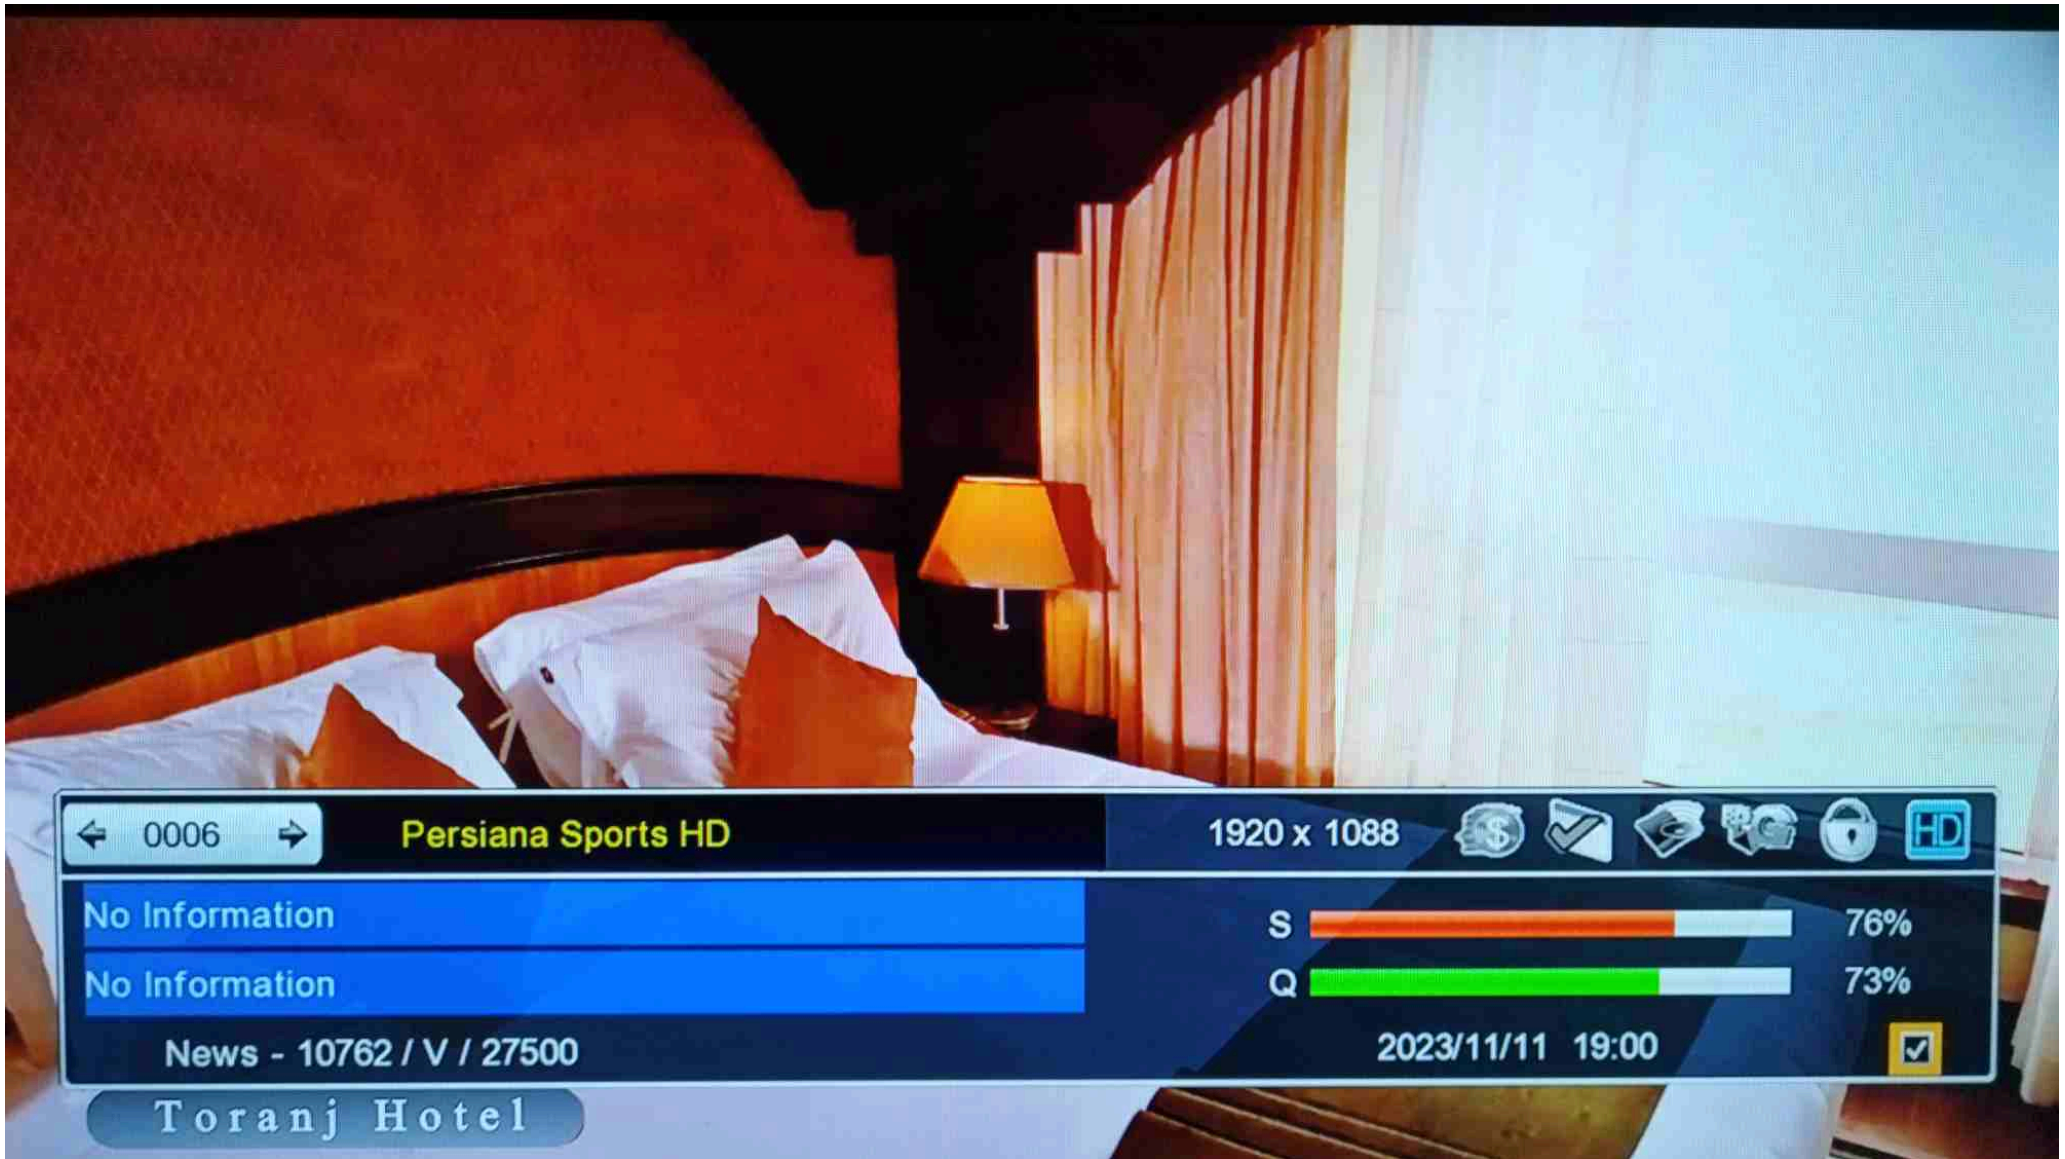 0006
Persiana Sports HD
1920 x 1088
$
HD
No Information
S 76%
No Information
Q 73%
News - 10762 / V / 27500
2023/11/11 19:00
Toranj Hotel